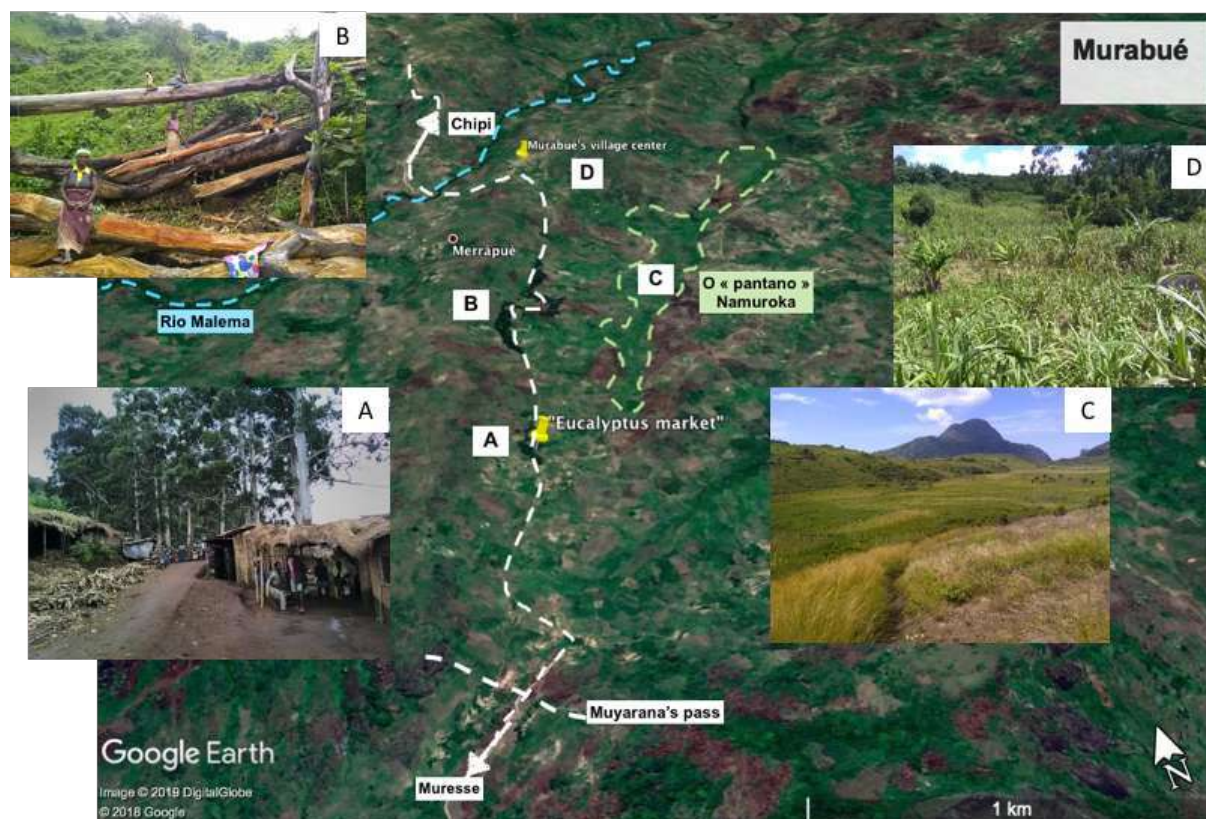 B
Murabué
Chipi
Murabué's village center
D
D
Merrapué
C
B
O « pantano »
Namuroka
Rio Malema
A
C
"Eucalyptus market"
A
Muyarana's pass
Google Earth
Muresse
Image © 2019 DigitalGlobe
© 2018 Google
1 km
N